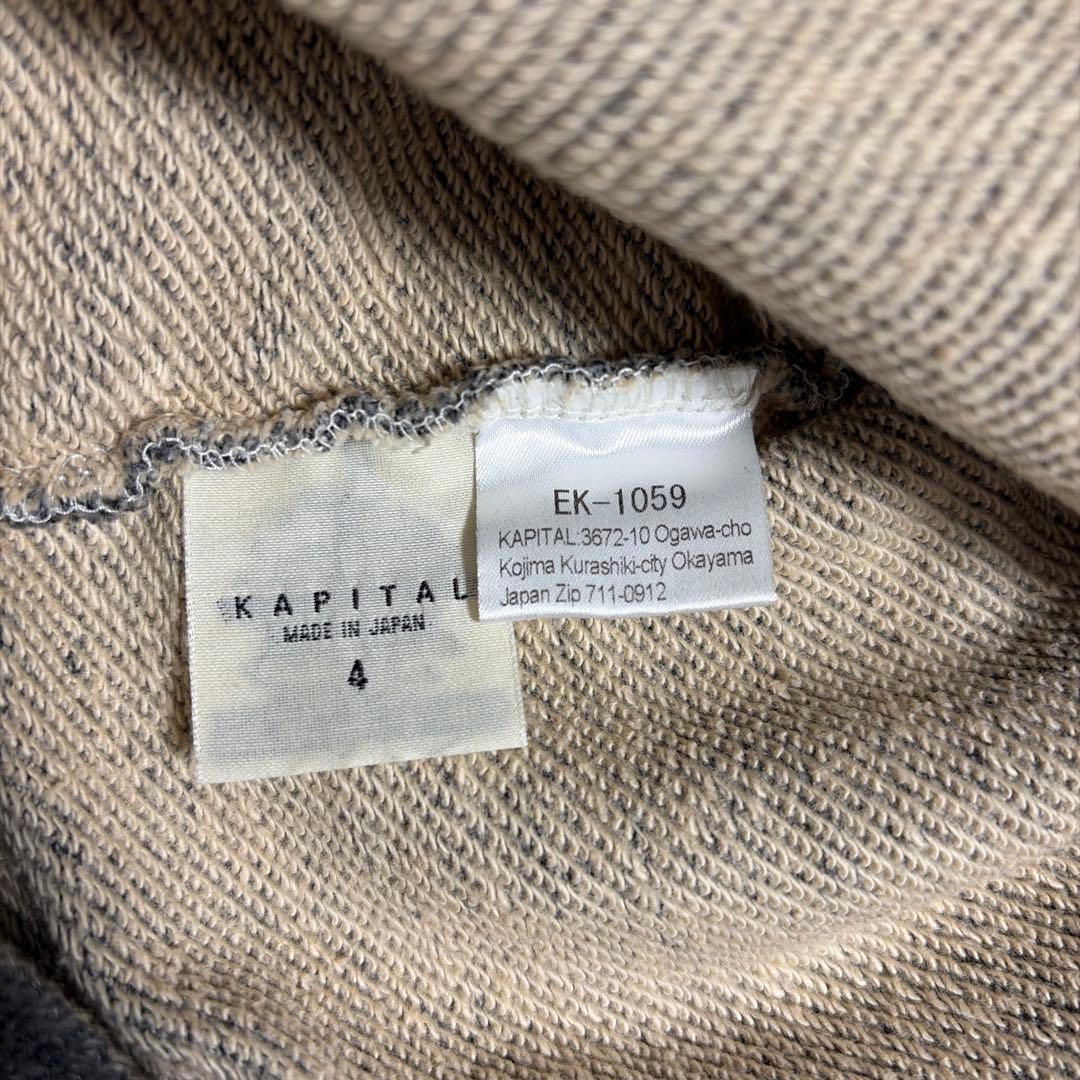 KAPITAL
MADE IN JAPAN
4
EK-1059
KAPITAL:3672-10 Ogawa-cho
Kojima Kurashiki-city Okayama
Japan Zip 711-0912